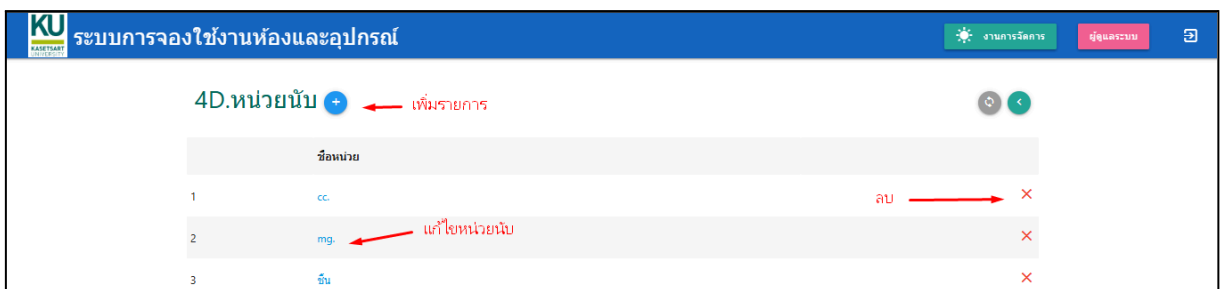 KU
KASETSART
UNIVERSITY
ระบบการจองใช้งานห้องและอุปกรณ์
งานการจัดการ
ผู้ดูแลระบบ
4D.หน่วยนับ
เพิ่มรายการ
ชื่อหน่วย
1 cc. ลบ
2 mg. แก้ไขหน่วยนับ
3 ชิ้น